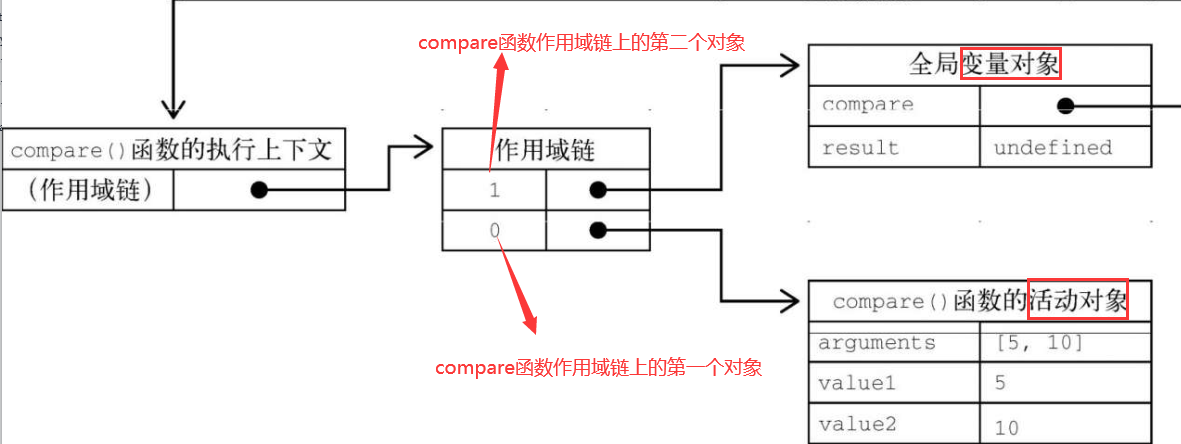 compare函数作用域链上的第二个对象
全局变量对象
compare
result undefined
compare()函数的执行上下文
(作用域链)
作用域链
1
0
compare()函数的活动对象
arguments [5, 10]
value1 5
value2 10
compare函数作用域链上的第一个对象